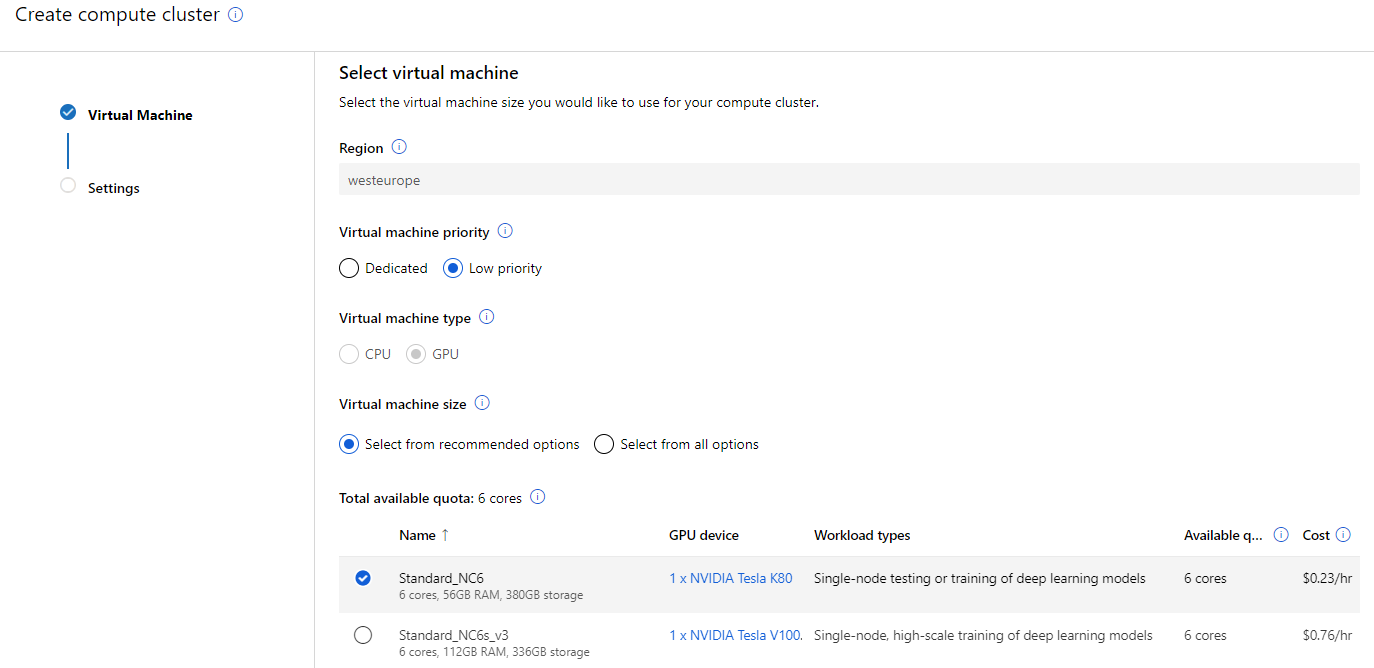 Create compute cluster
Virtual Machine
Settings
Select virtual machine
Select the virtual machine size you would like to use for your compute cluster.
Region
westeurope
Virtual machine priority
Dedicated Low priority
Virtual machine type
CPU GPU
Virtual machine size
Select from recommended options Select from all options
Total available quota: 6 cores
Name ↑ GPU device Workload types Available q... Cost
Standard_NC6 1 x NVIDIA Tesla K80 Single-node testing or training of deep learning models 6 cores $0.23/hr
6 cores, 56GB RAM, 380GB storage
Standard_NC6s_v3 1 x NVIDIA Tesla V100. Single-node, high-scale training of deep learning models 6 cores $0.76/hr
6 cores, 112GB RAM, 336GB storage